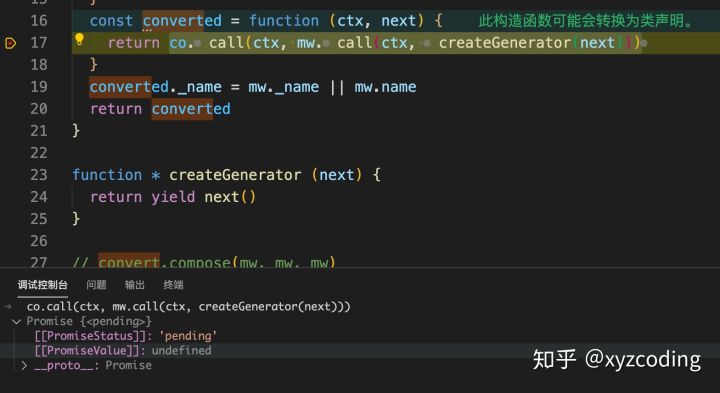 16 const converted = function (ctx, next) { 此构造函数可能会转换为类声明。
17 return co. call(ctx, mw. call(ctx, createGenerator(next)))
18 }
19 converted._name = mw._name || mw.name
20 return converted
21 }
22
23 function * createGenerator (next) {
24 return yield next()
25 }
26
27 // convert.compose(mw, mw, mw)
调试控制台 问题 输出 终端
co.call(ctx, mw.call(ctx, createGenerator(next)))
Promise {<pending>}
[[PromiseStatus]]: 'pending'
[[PromiseValue]]: undefined
__proto__: Promise
知乎 @xyzcoding